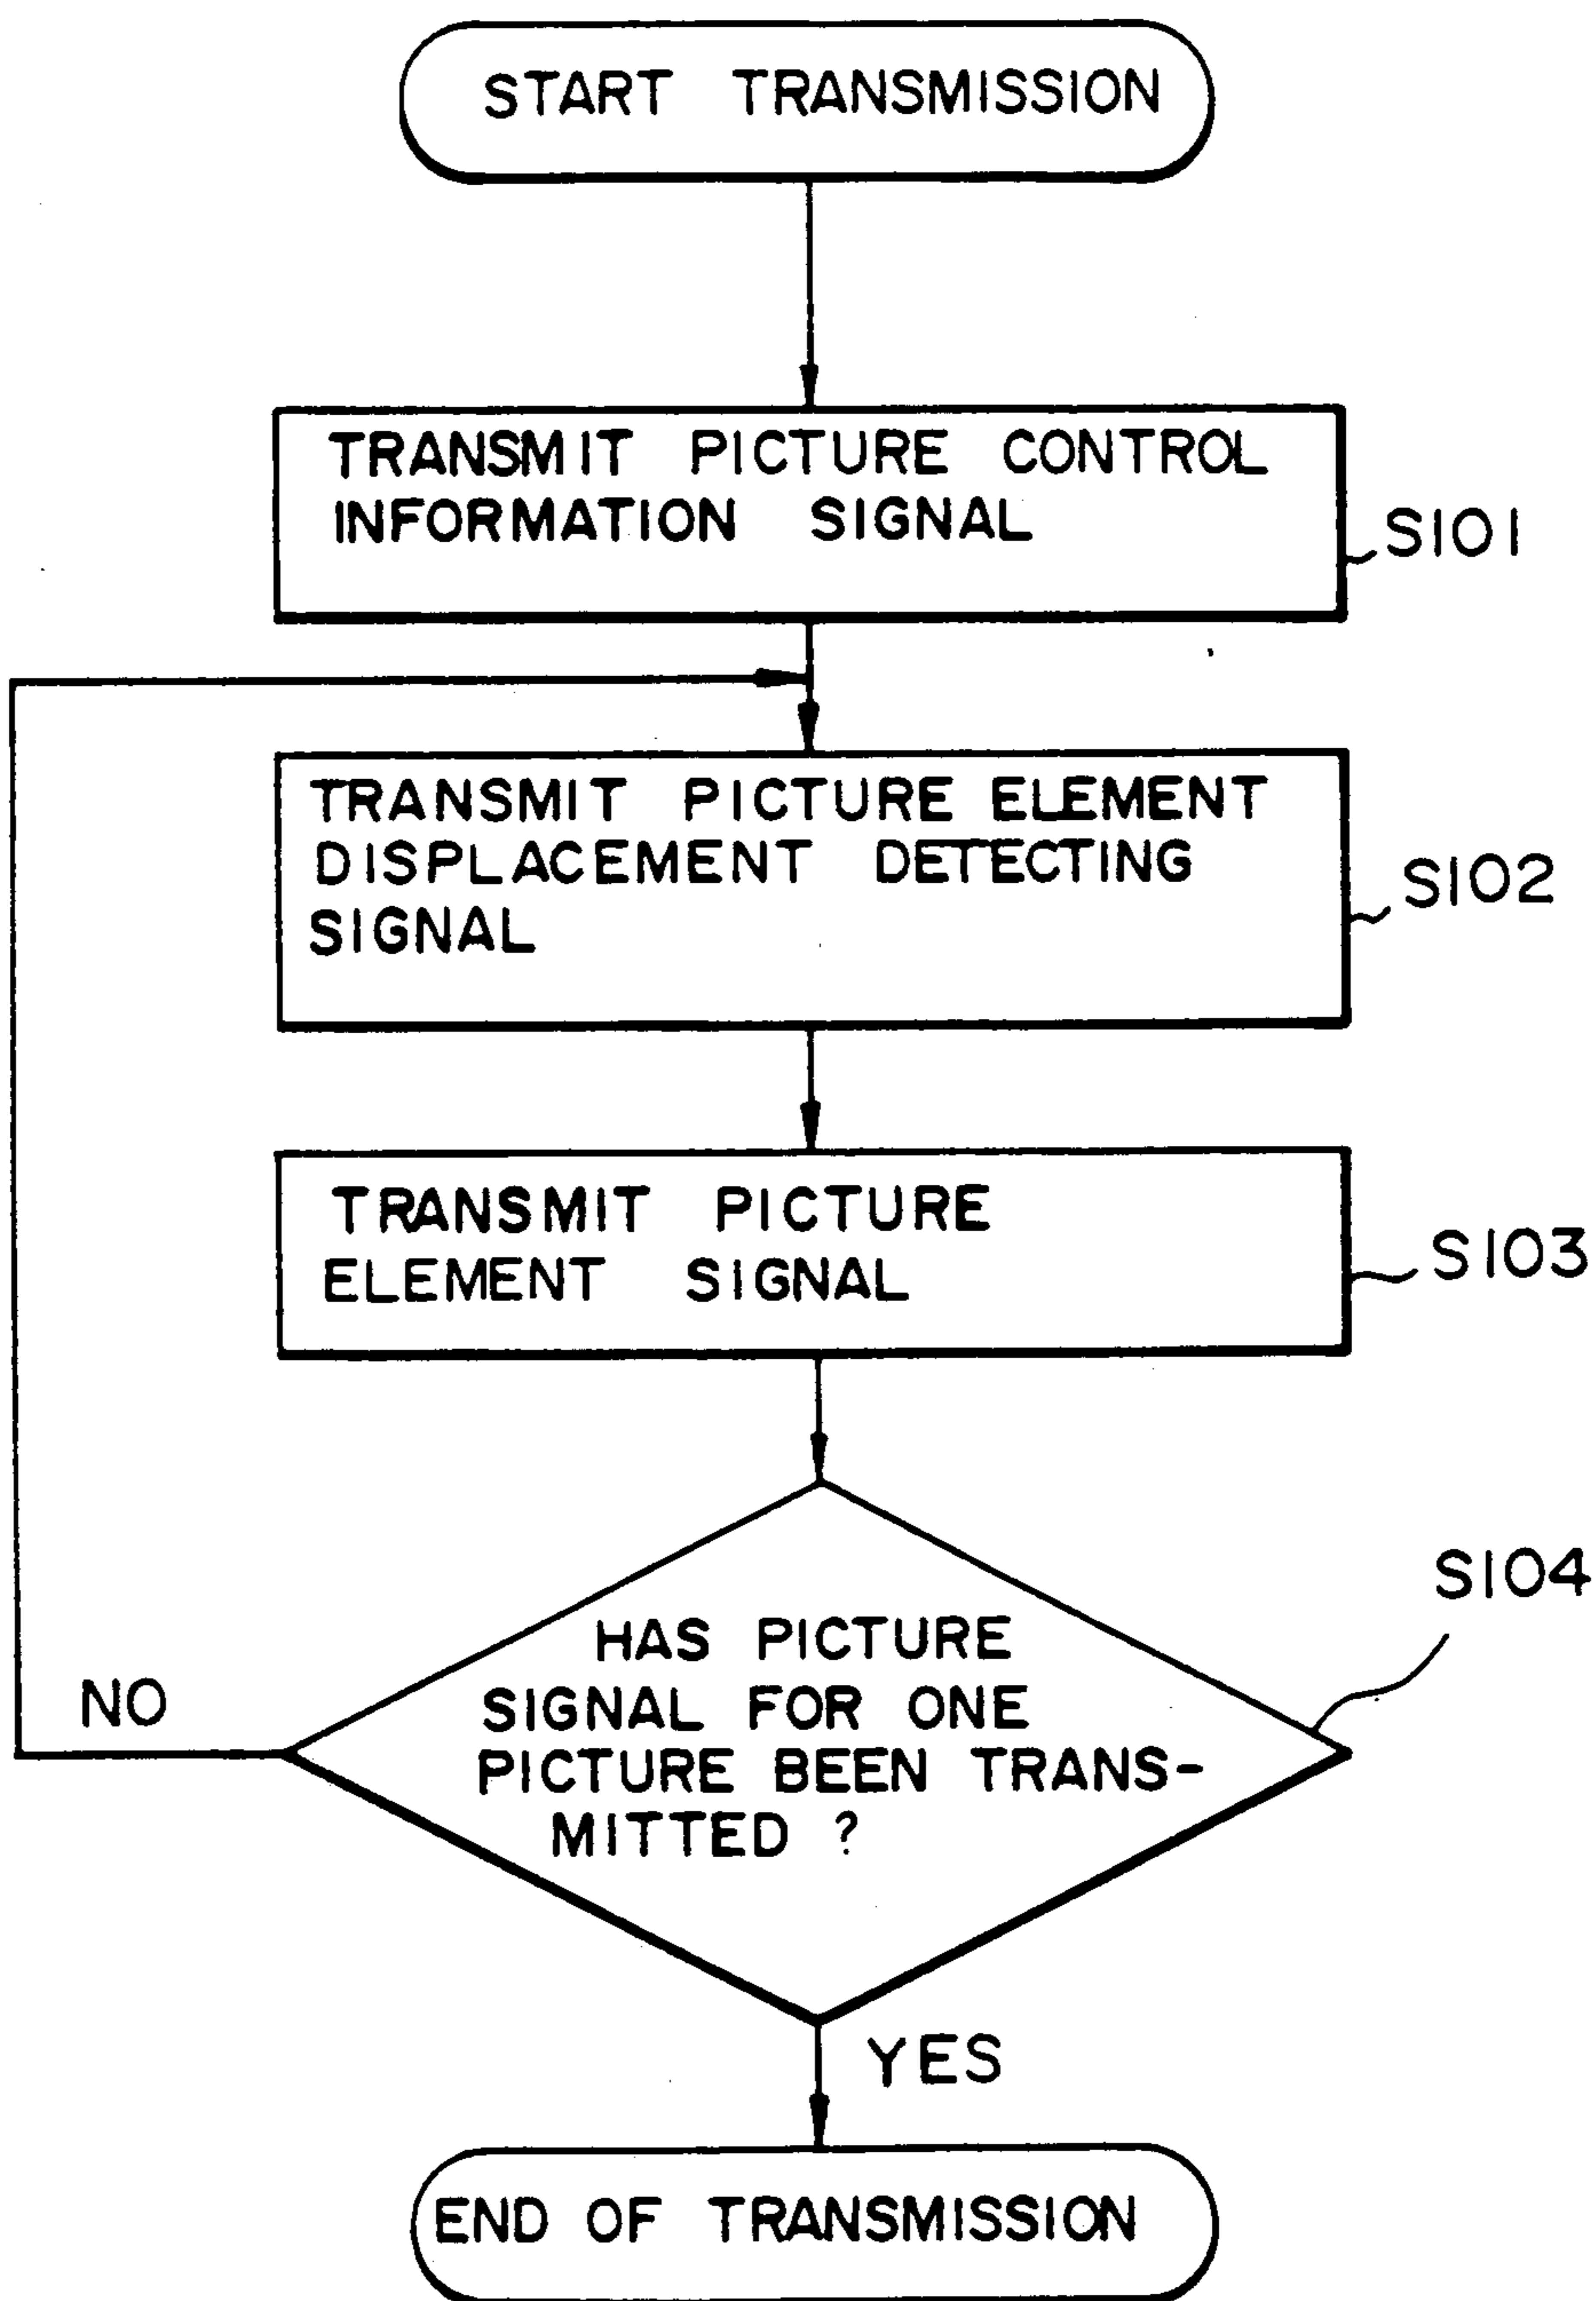 START TRANSMISSION
TRANSMIT PICTURE CONTROL
INFORMATION SIGNAL
S101
TRANSMIT PICTURE ELEMENT
DISPLACEMENT DETECTING
SIGNAL
S102
TRANSMIT PICTURE
ELEMENT SIGNAL
S103
S104
HAS PICTURE
SIGNAL FOR ONE
PICTURE BEEN TRANS-
MITTED ?
NO
YES
END OF TRANSMISSION